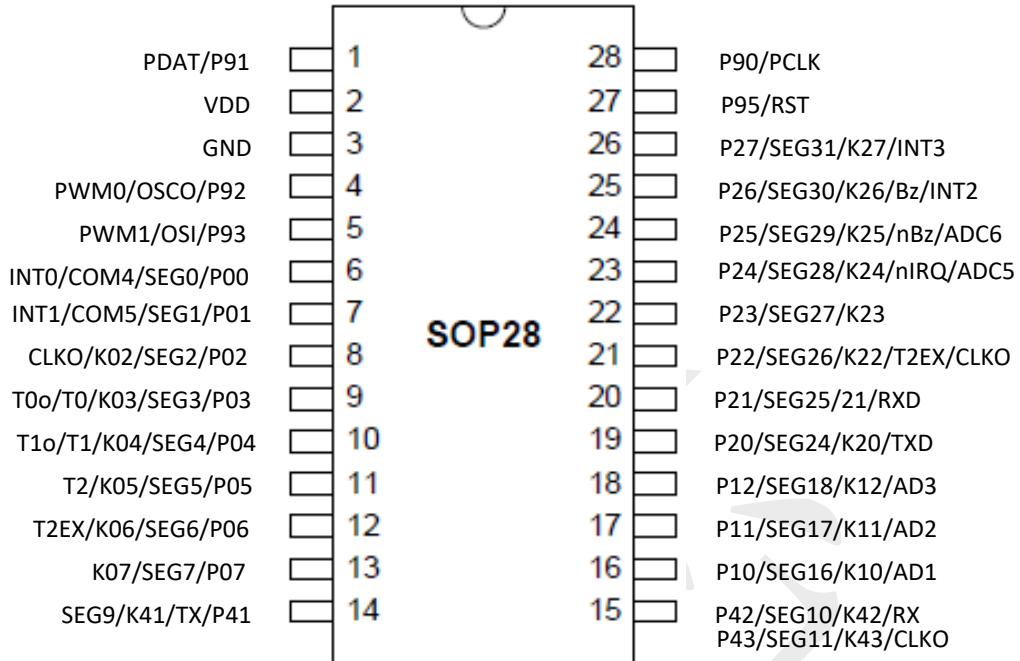 PDAT/P91 1 28 P90/PCLK
VDD 2 27 P95/RST
GND 3 26 P27/SEG31/K27/INT3
PWM0/OSCO/P92 4 25 P26/SEG30/K26/Bz/INT2
PWM1/OSI/P93 5 24 P25/SEG29/K25/nBz/ADC6
INT0/COM4/SEG0/P00 6 23 P24/SEG28/K24/nIRQ/ADC5
INT1/COM5/SEG1/P01 7 22 P23/SEG27/K23
SOP28
CLKO/K02/SEG2/P02 8 21 P22/SEG26/K22/T2EX/CLKO
T0o/T0/K03/SEG3/P03 9 20 P21/SEG25/21/RXD
T1o/T1/K04/SEG4/P04 10 19 P20/SEG24/K20/TXD
T2/K05/SEG5/P05 11 18 P12/SEG18/K12/AD3
T2EX/K06/SEG6/P06 12 17 P11/SEG17/K11/AD2
K07/SEG7/P07 13 16 P10/SEG16/K10/AD1
SEG9/K41/TX/P41 14 15 P42/SEG10/K42/RX
P43/SEG11/K43/CLKO